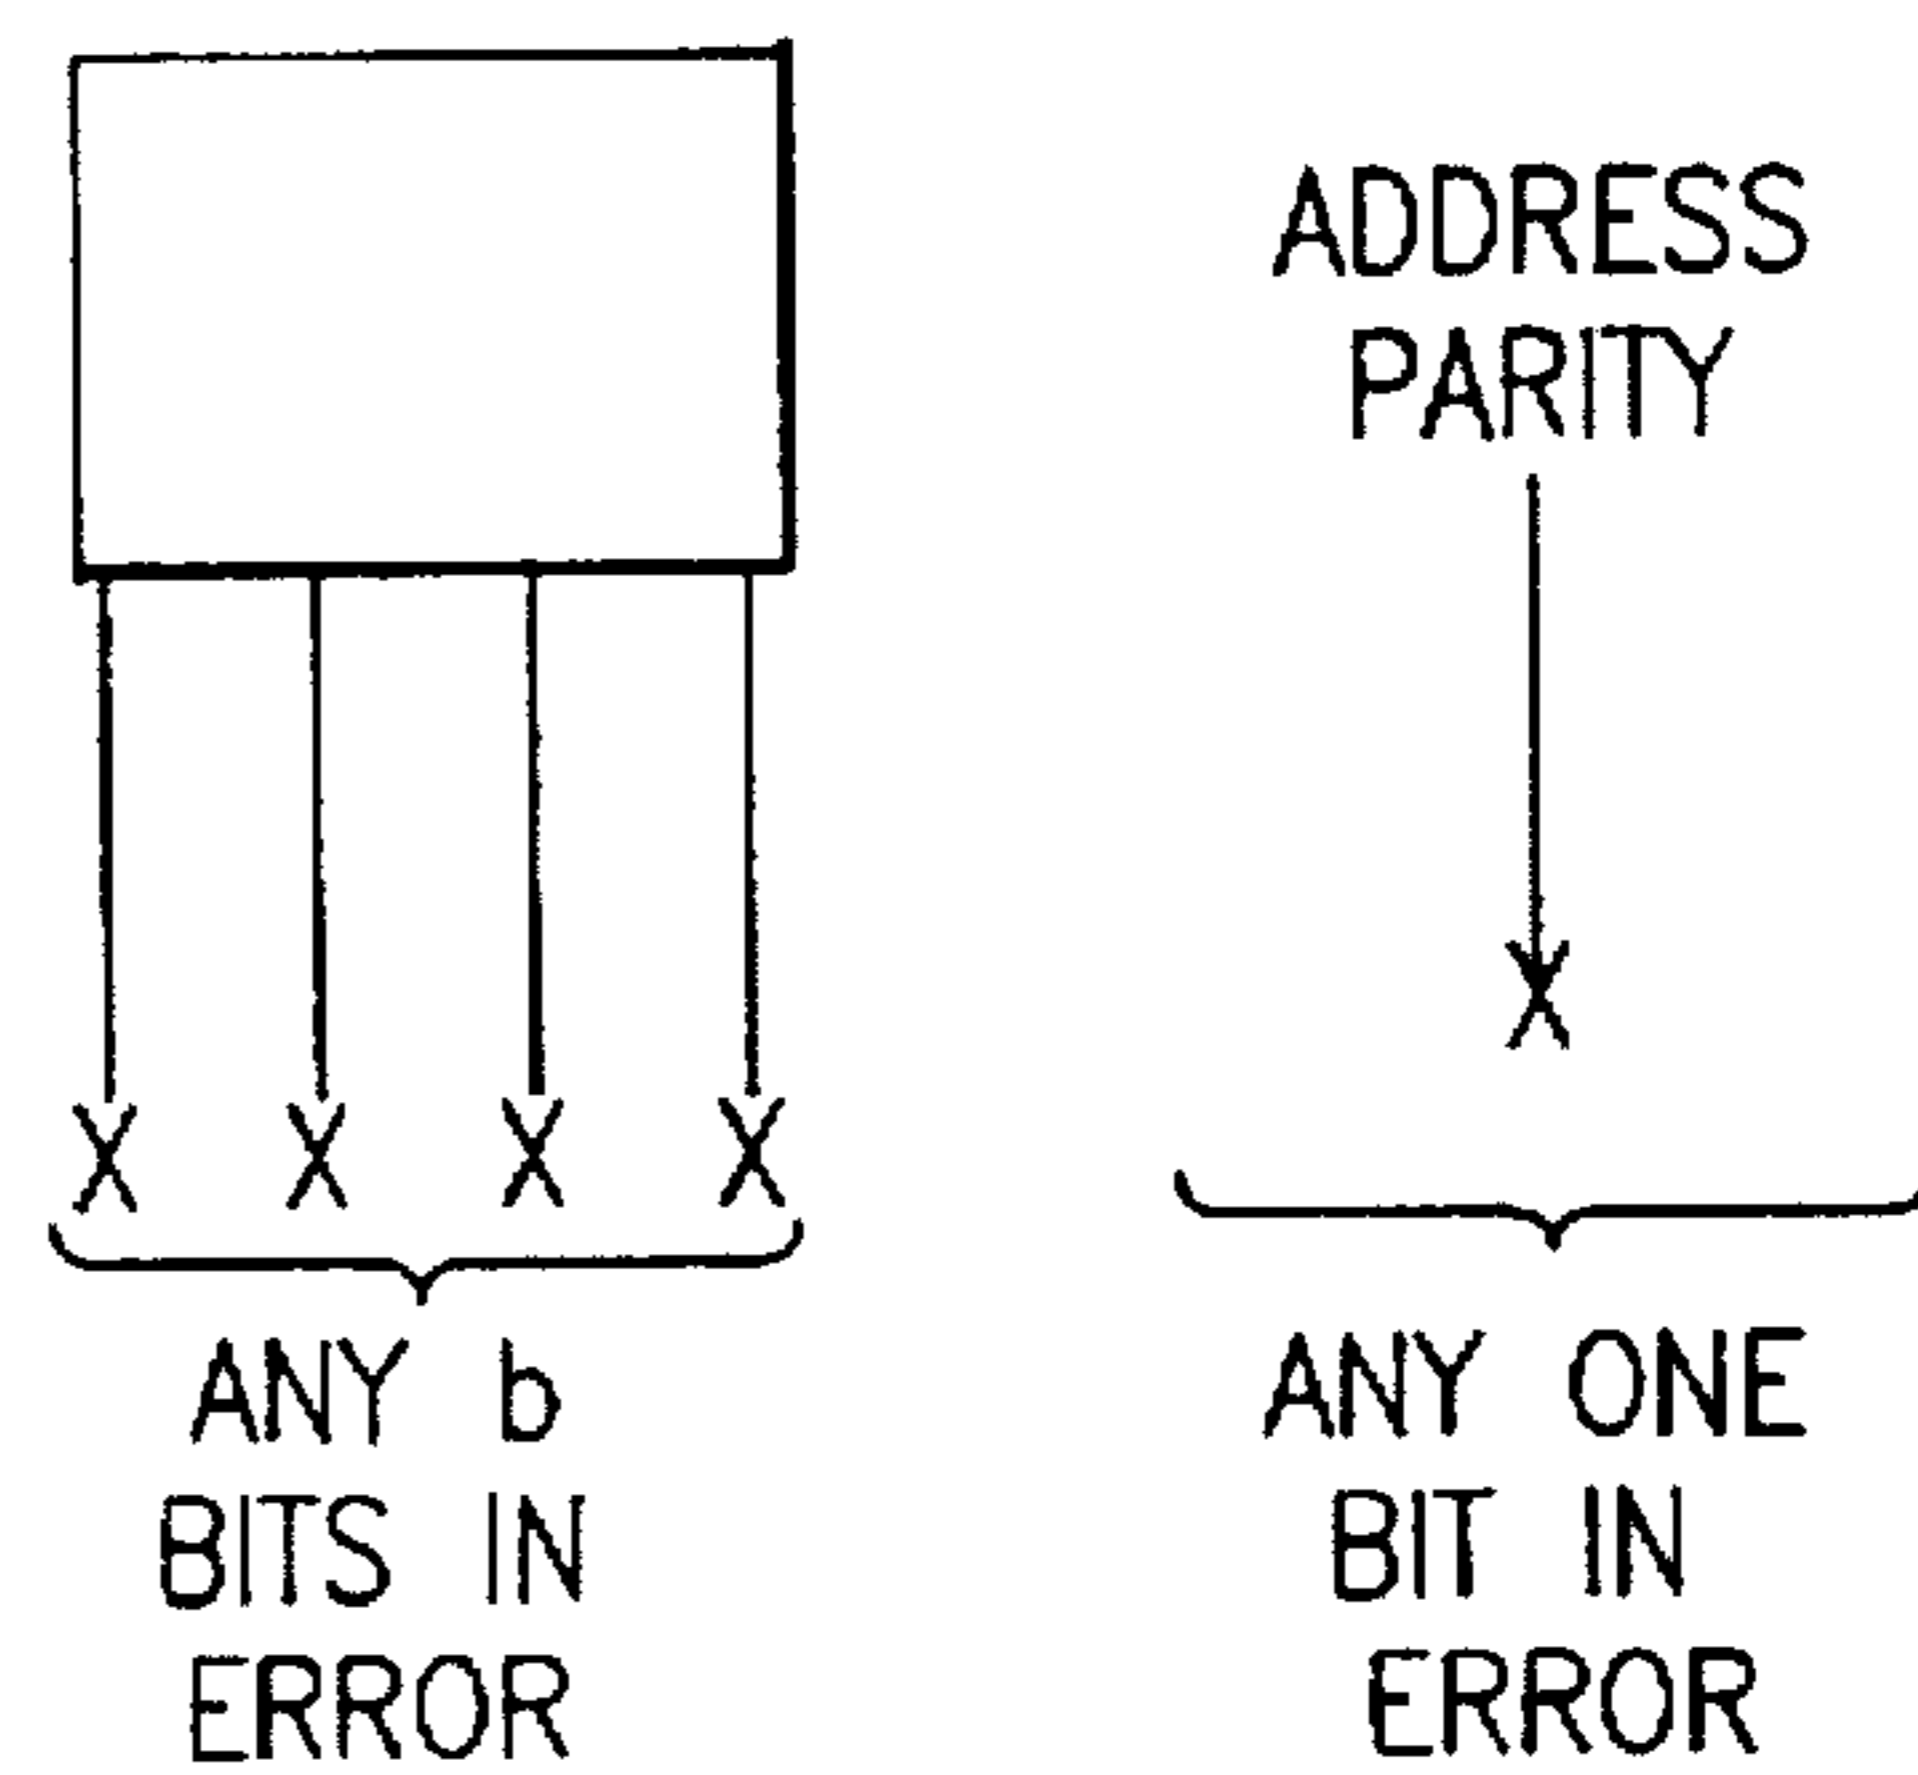 ADDRESS
PARITY
X X X X
X
ANY b
BITS IN
ERROR
ANY ONE
BIT IN
ERROR